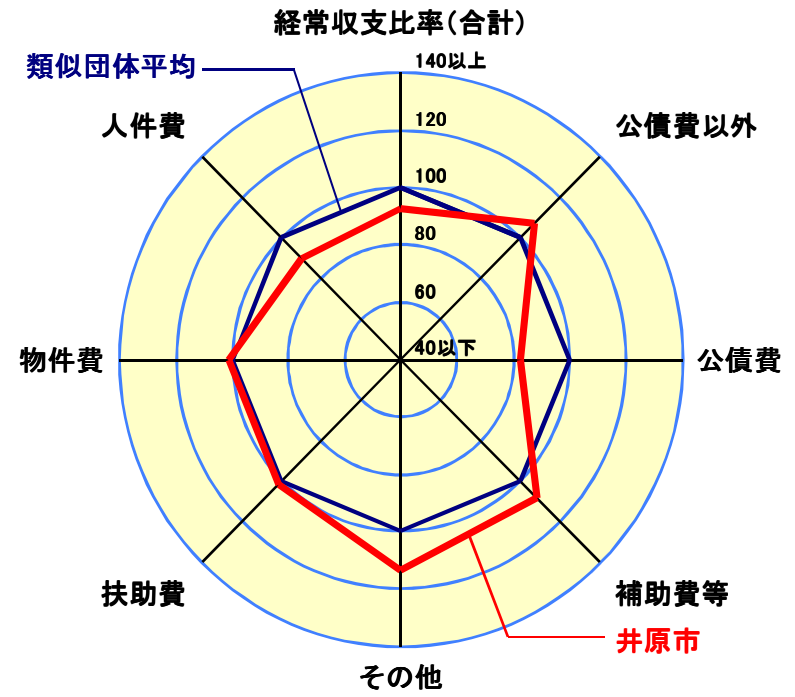 経常収支比率(合計)
140以上
類似団体平均
人件費
120
公債費以外
100
80
60
40以下
物件費
公債費
扶助費
補助費等
井原市
その他